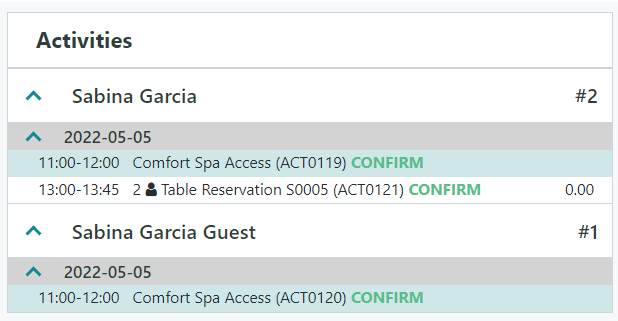 Activities
Sabina Garcia #2
2022-05-05
11:00-12:00 Comfort Spa Access (ACT0119) CONFIRM
13:00-13:45 2 Table Reservation S0005 (ACT0121) CONFIRM 0.00
Sabina Garcia Guest #1
2022-05-05
11:00-12:00 Comfort Spa Access (ACT0120) CONFIRM